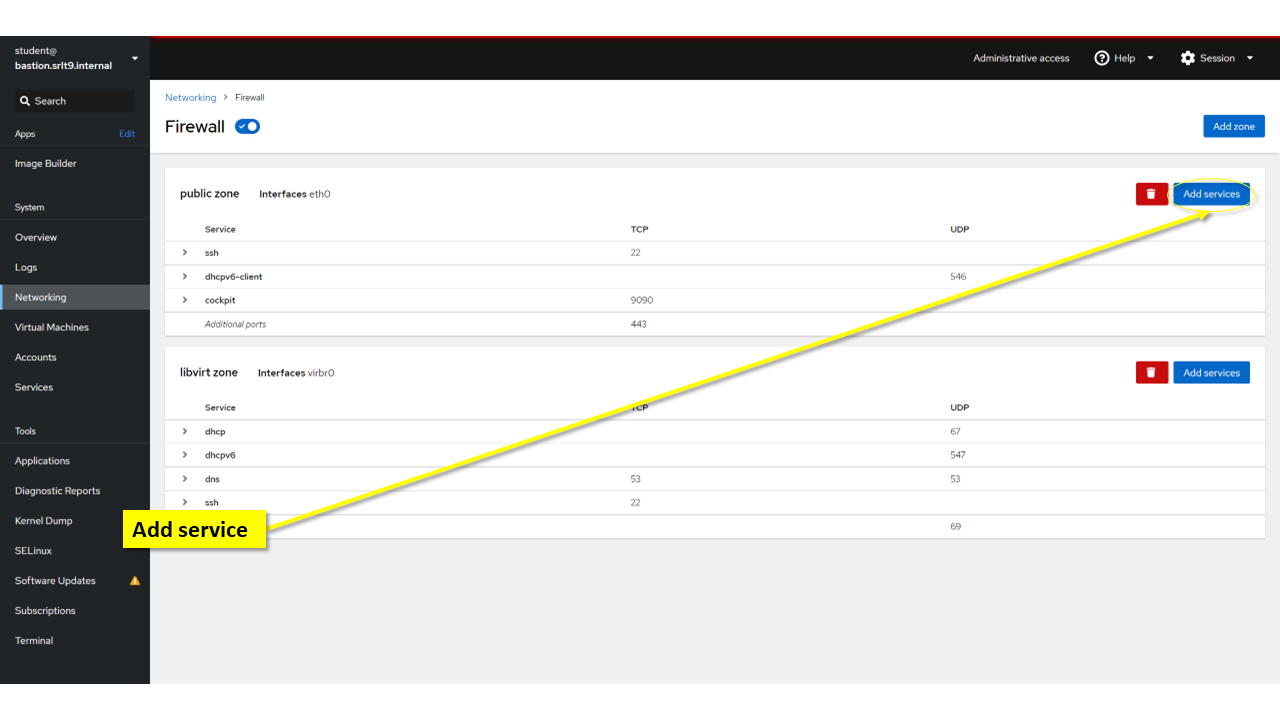 student@
bastion.srlt9.internal
Administrative access
Help
Session
Search
Networking > Firewall
Apps
Edit
Firewall
Add zone
Image Builder
System
Overview
Logs
Networking
Virtual Machines
Accounts
Services
Tools
Applications
Diagnostic Reports
Kernel Dump
SELinux
Software Updates
Subscriptions
Terminal
public zone Interfaces eth0
Add services
Service TCP UDP
ssh 22
dhcpv6-client 546
cockpit 9090
Additional ports 443
libvirt zone Interfaces virbr0
Add services
Service TCP UDP
dhcp 67
dhcpv6 547
dns 53 53
ssh 22
69
Add service